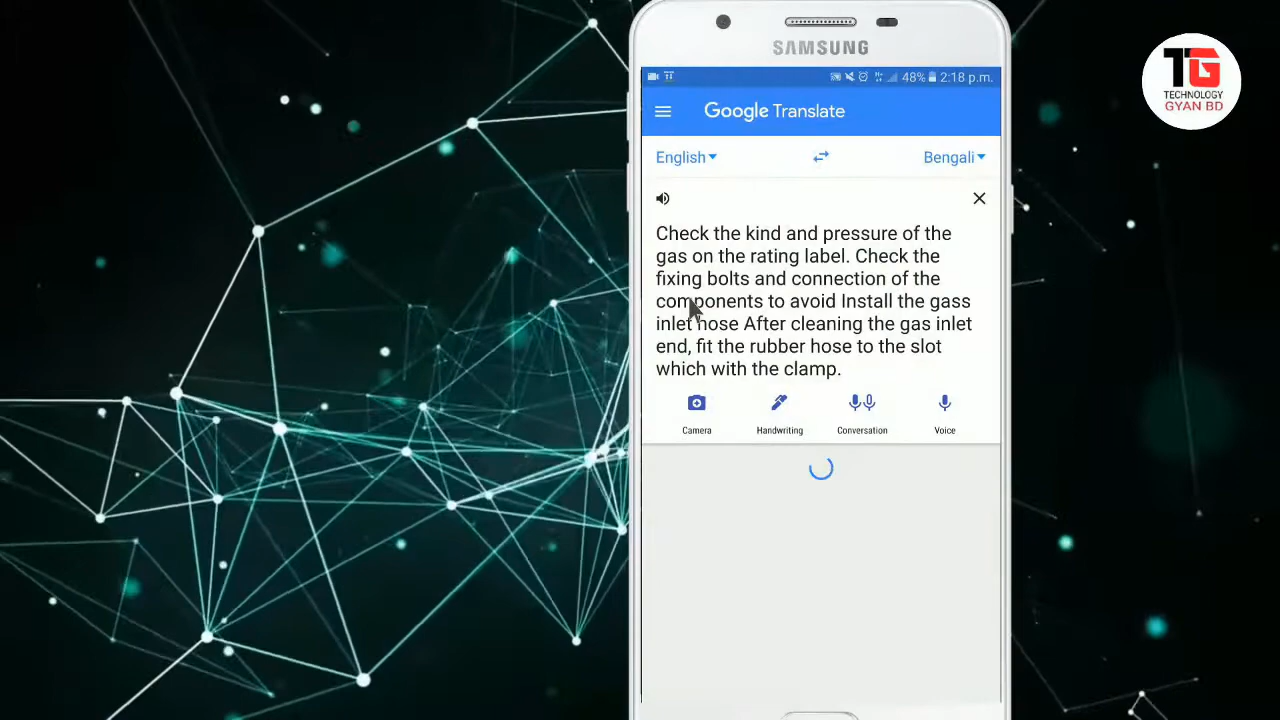 SAMSUNG
48% 2:18 p.m.
Google Translate
English
Bengali
Check the kind and pressure of the
gas on the rating label. Check the
fixing bolts and connection of the
components to avoid Install the gass
inlet hose After cleaning the gas inlet
end, fit the rubber hose to the slot
which with the clamp.
Camera
Handwriting
Conversation
Voice
TG
TECHNOLOGY
GYAN BD